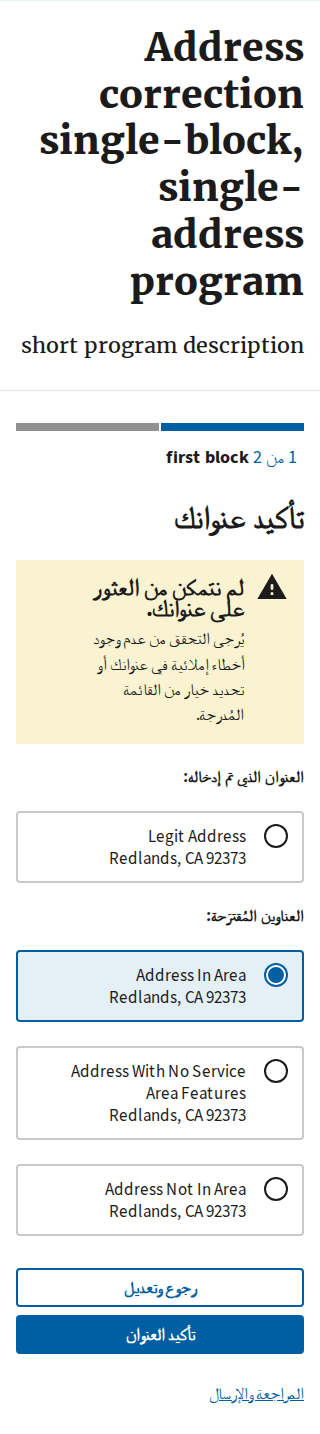 Address
correction
single-block,
single-
address
program
short program description
1 من 2 first block
تأكيد عنوانك
لم نتمكن من العثور
على عنوانك.
يُرجى التحقق من عدم وجود
أخطاء إملائية في عنوانك أو
تحديد خيار من القائمة
المُدرجة.
العنوان الذي تم إدخاله:
Legit Address
Redlands, CA 92373
العناوين المُقترَحة:
Address In Area
Redlands, CA 92373
Address With No Service
Area Features
Redlands, CA 92373
Address Not In Area
Redlands, CA 92373
رجوع وتعديل
تأكيد العنوان
المراجعة والإرسال